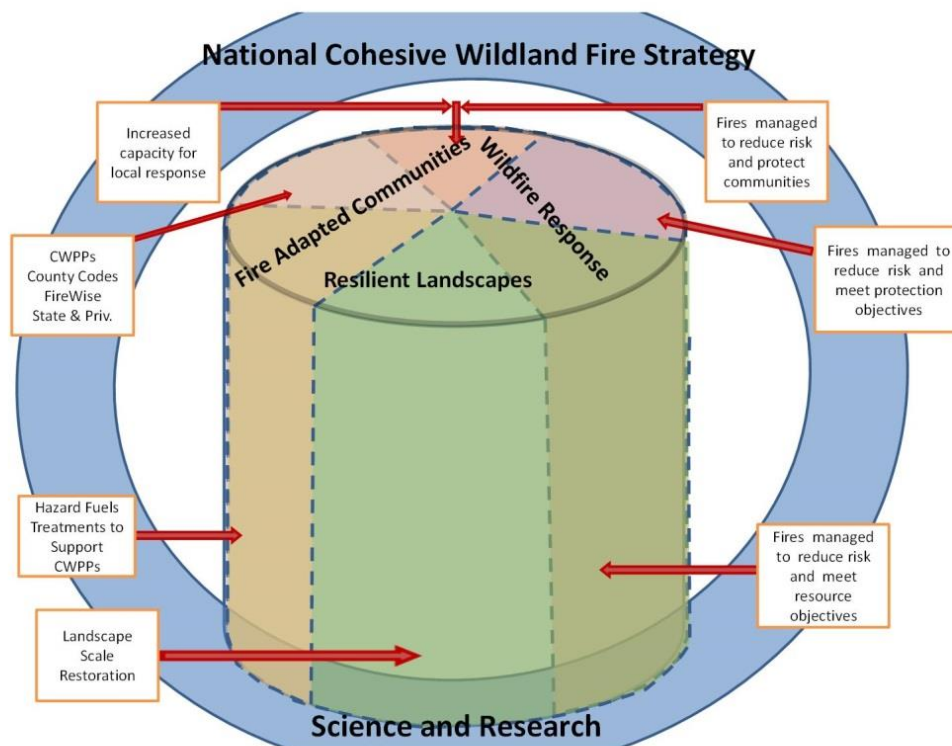 National Cohesive Wildland Fire Strategy
Increased
capacity for
local response
Fires managed
to reduce risk
and protect
communities
CWPPs
County Codes
FireWise
State & Priv.
Fire Adapted Communities
Wildfire Response
Resilient Landscapes
Fires managed to
reduce risk and
meet protection
objectives
Hazard Fuels
Treatments to
Support
CWPPs
Fires managed
to reduce risk
and meet
resource
objectives
Landscape
Scale
Restoration
Science and Research